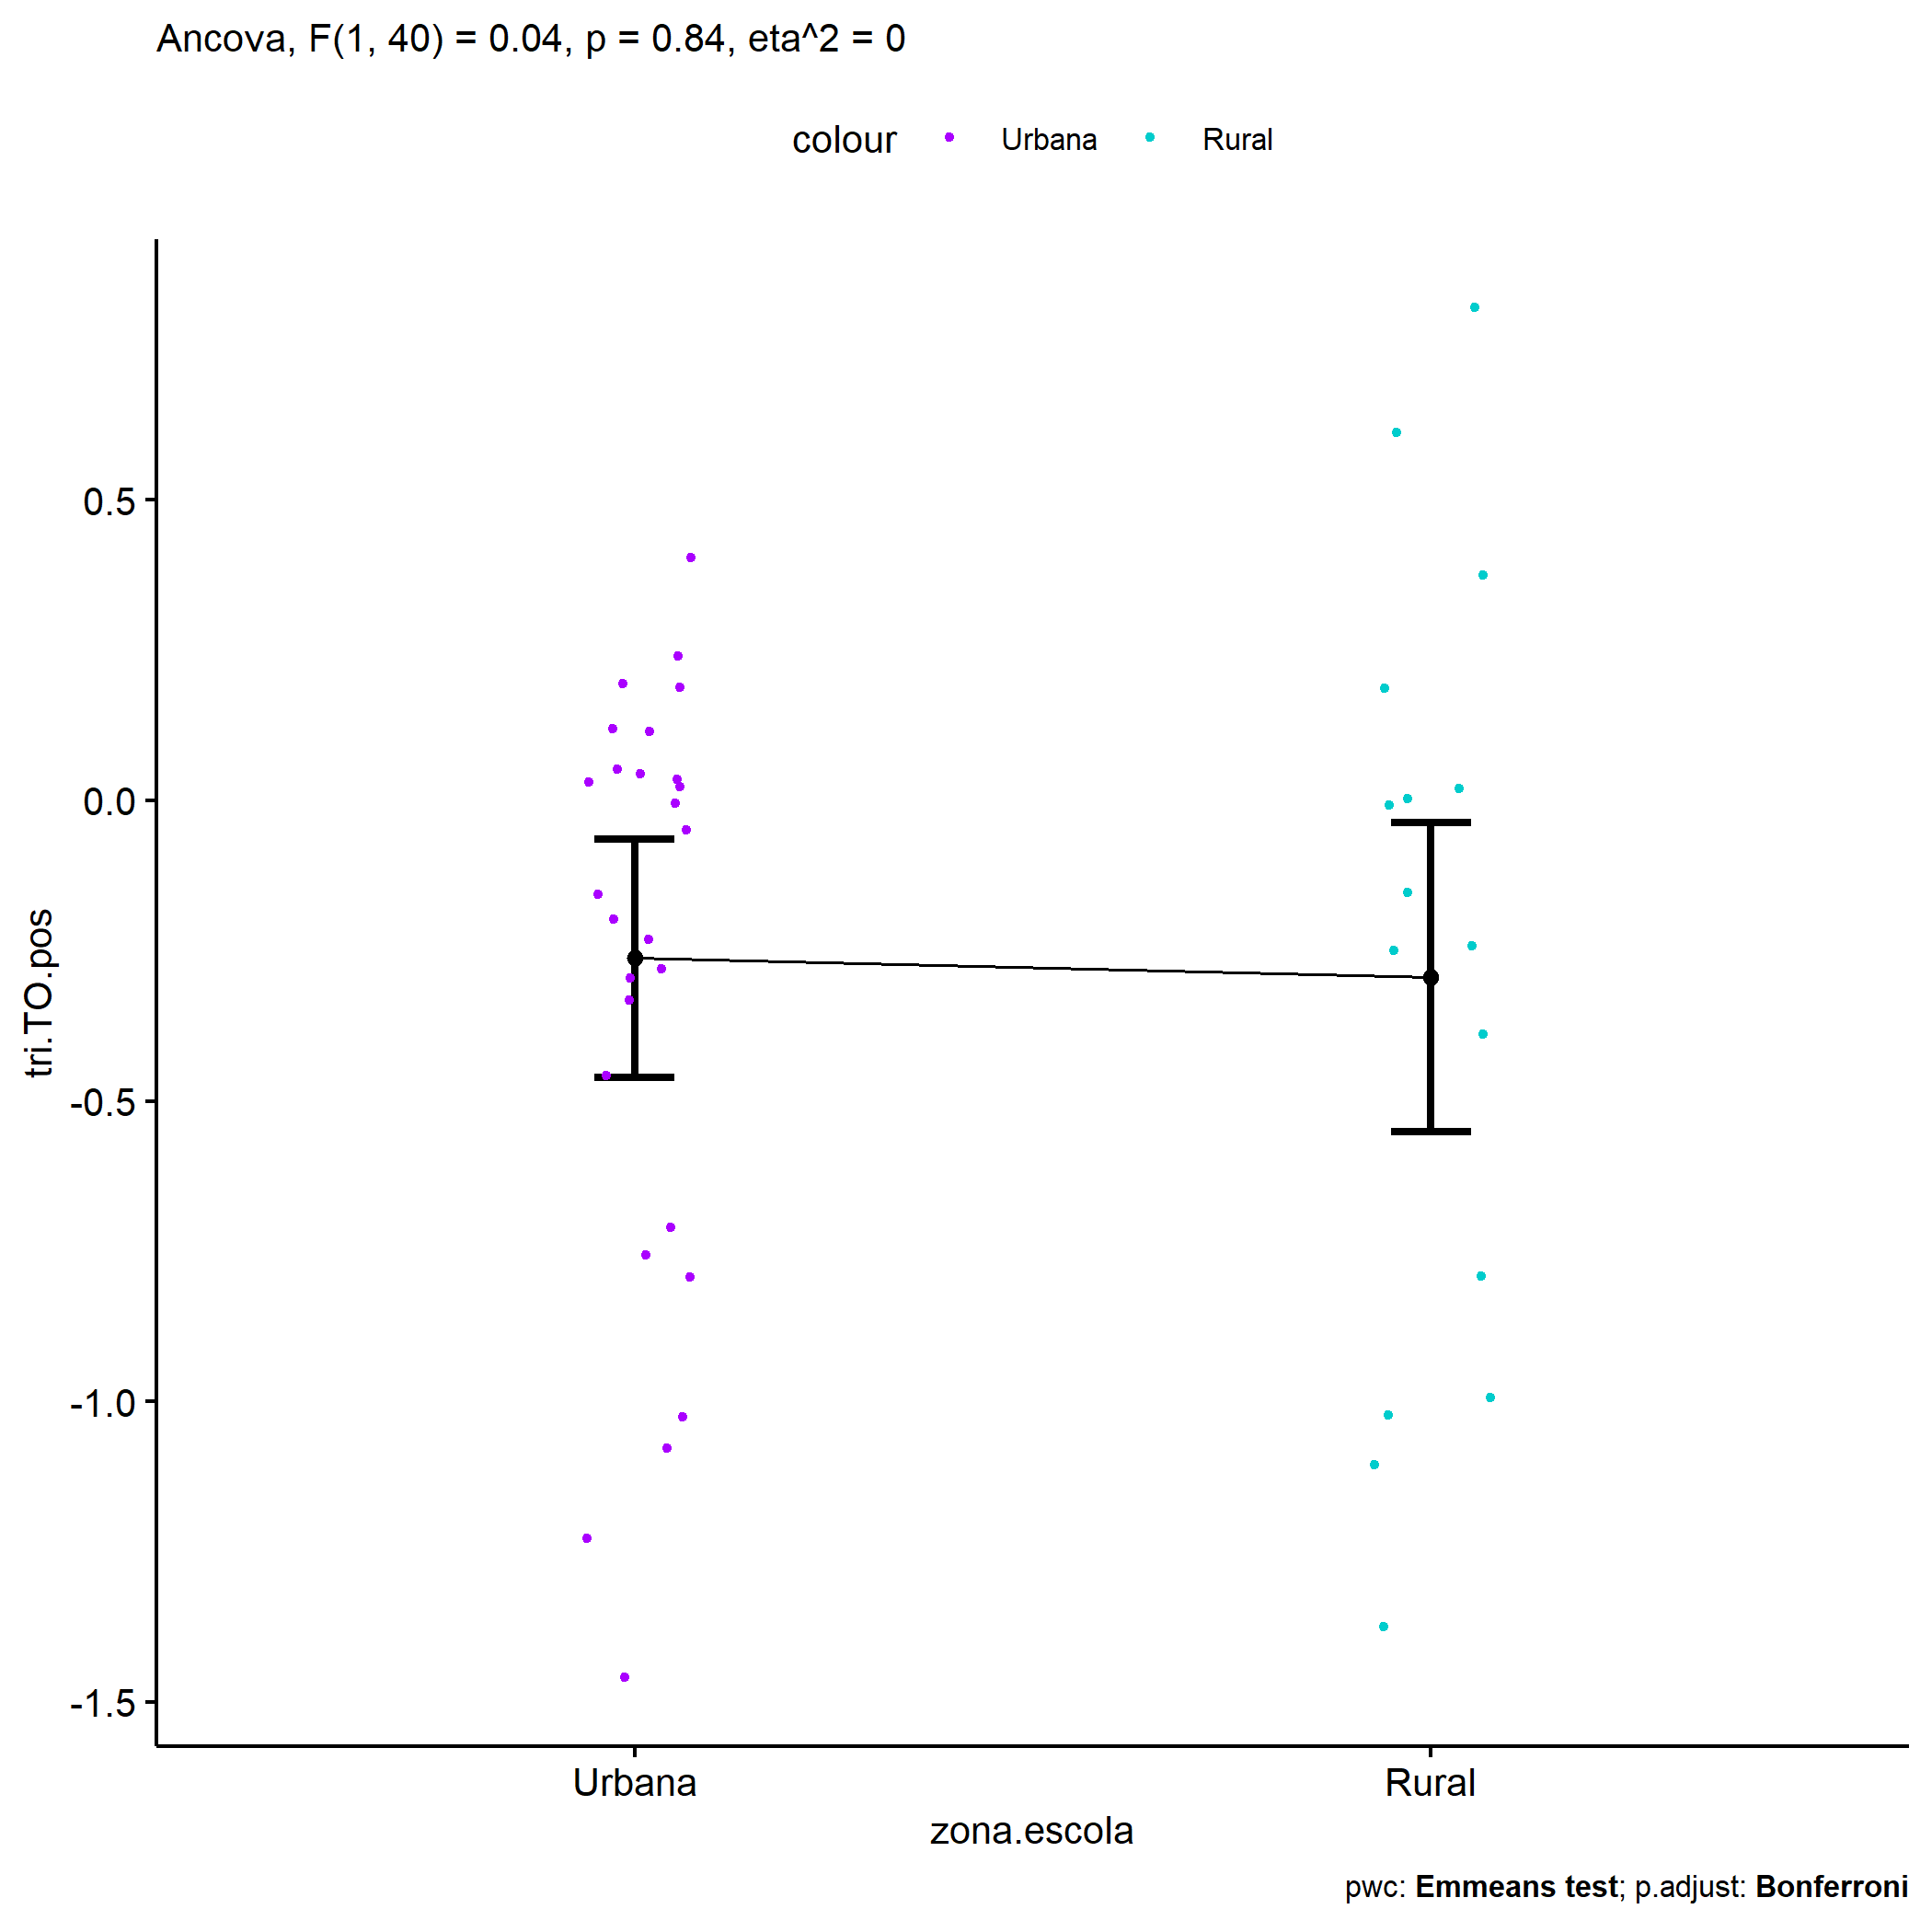 Ancova, F(1, 40) = 0.04, p = 0.84, eta^2 = 0
colour Urbana Rural
tri.TO.pos
0.5
0.0
-0.5
-1.0
-1.5
Urbana Rural
zona.escola
pwc: Emmeans test; p.adjust: Bonferroni